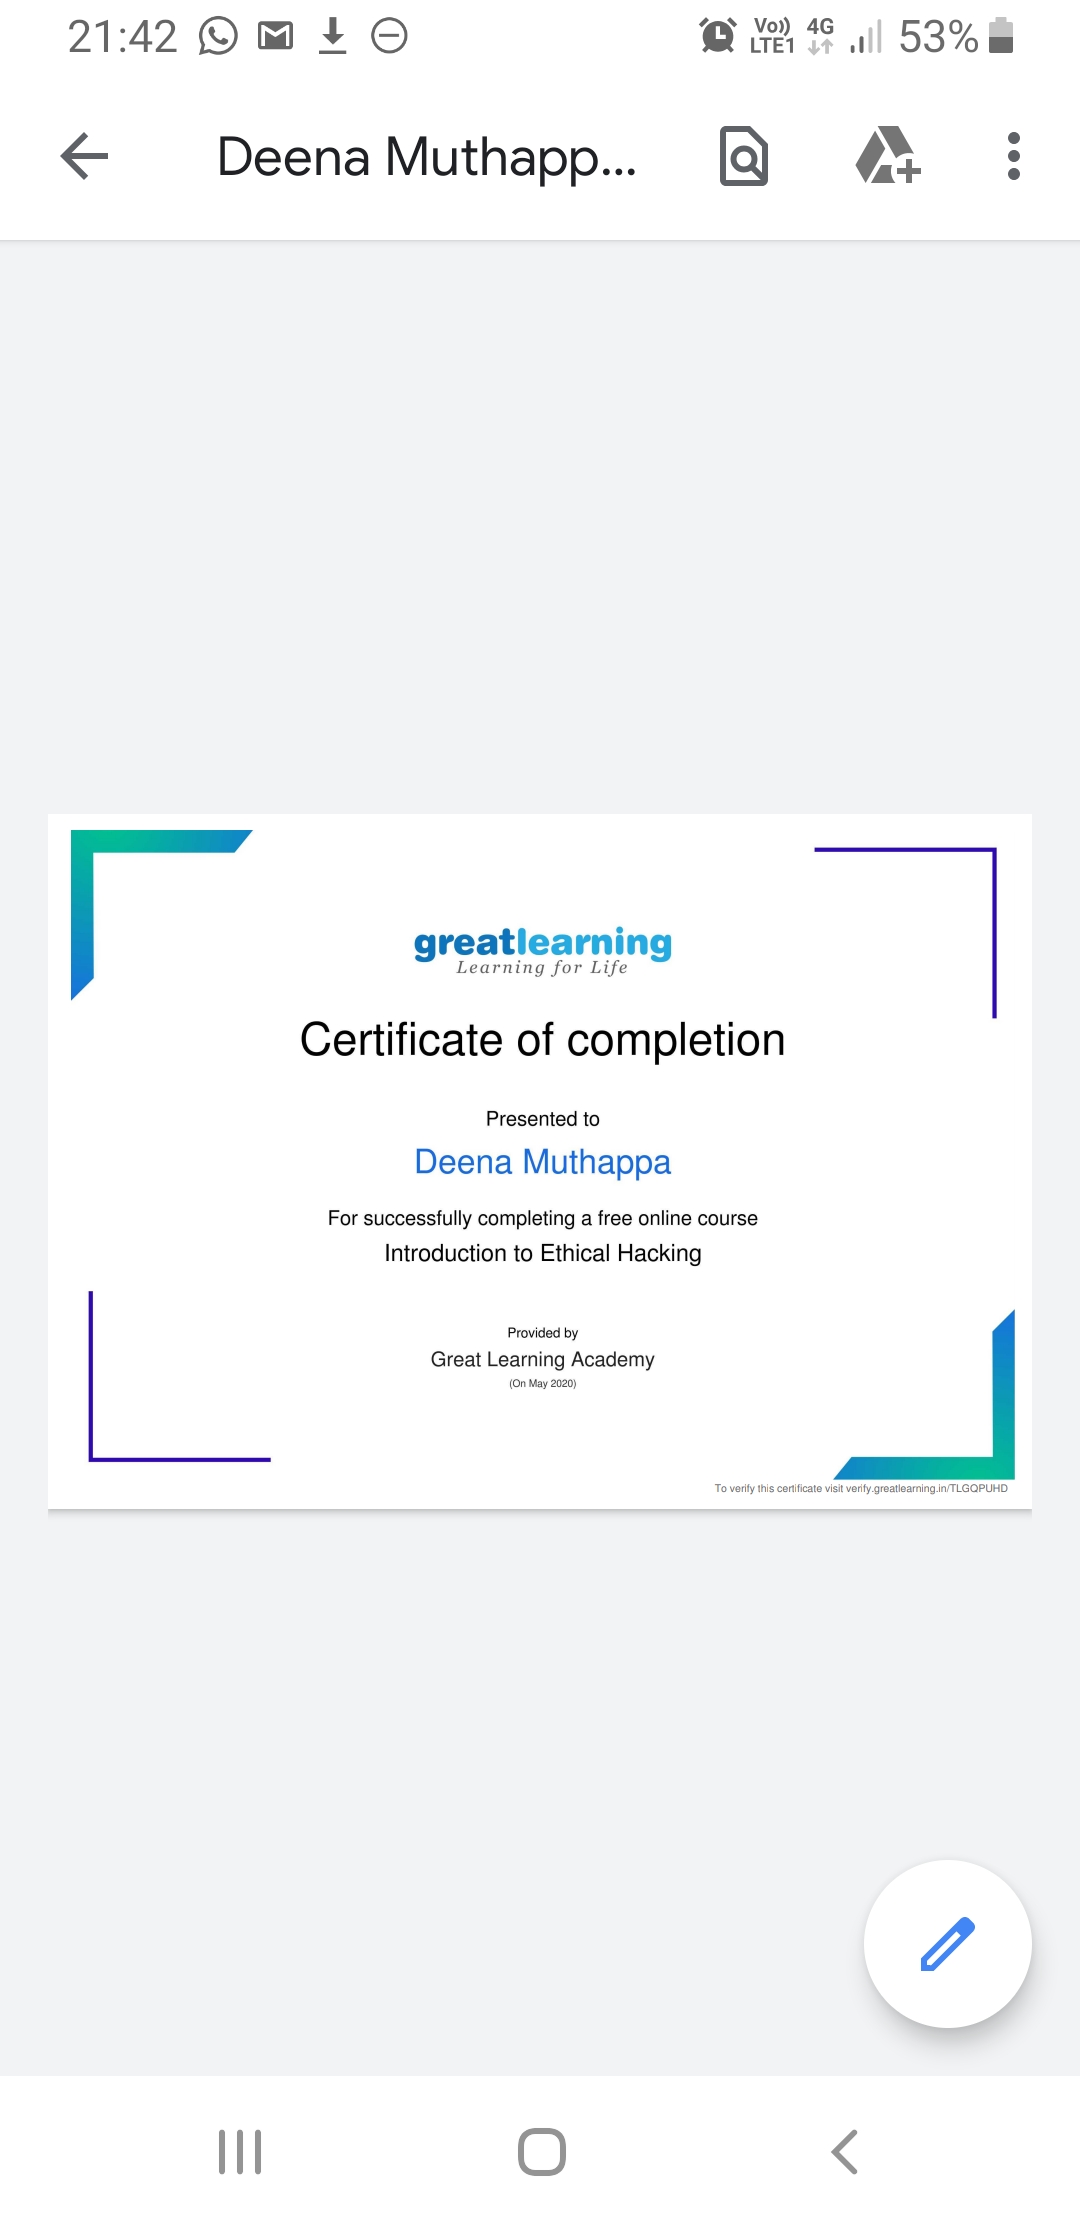 21:42 Vo)) LTE1 4G 53%
Deena Muthapp...
greatlearning
Learning for Life
Certificate of completion
Presented to
Deena Muthappa
For successfully completing a free online course
Introduction to Ethical Hacking
Provided by
Great Learning Academy
(On May 2020)
To verify this certificate visit verify.greatlearning.in/TLGQPUHD